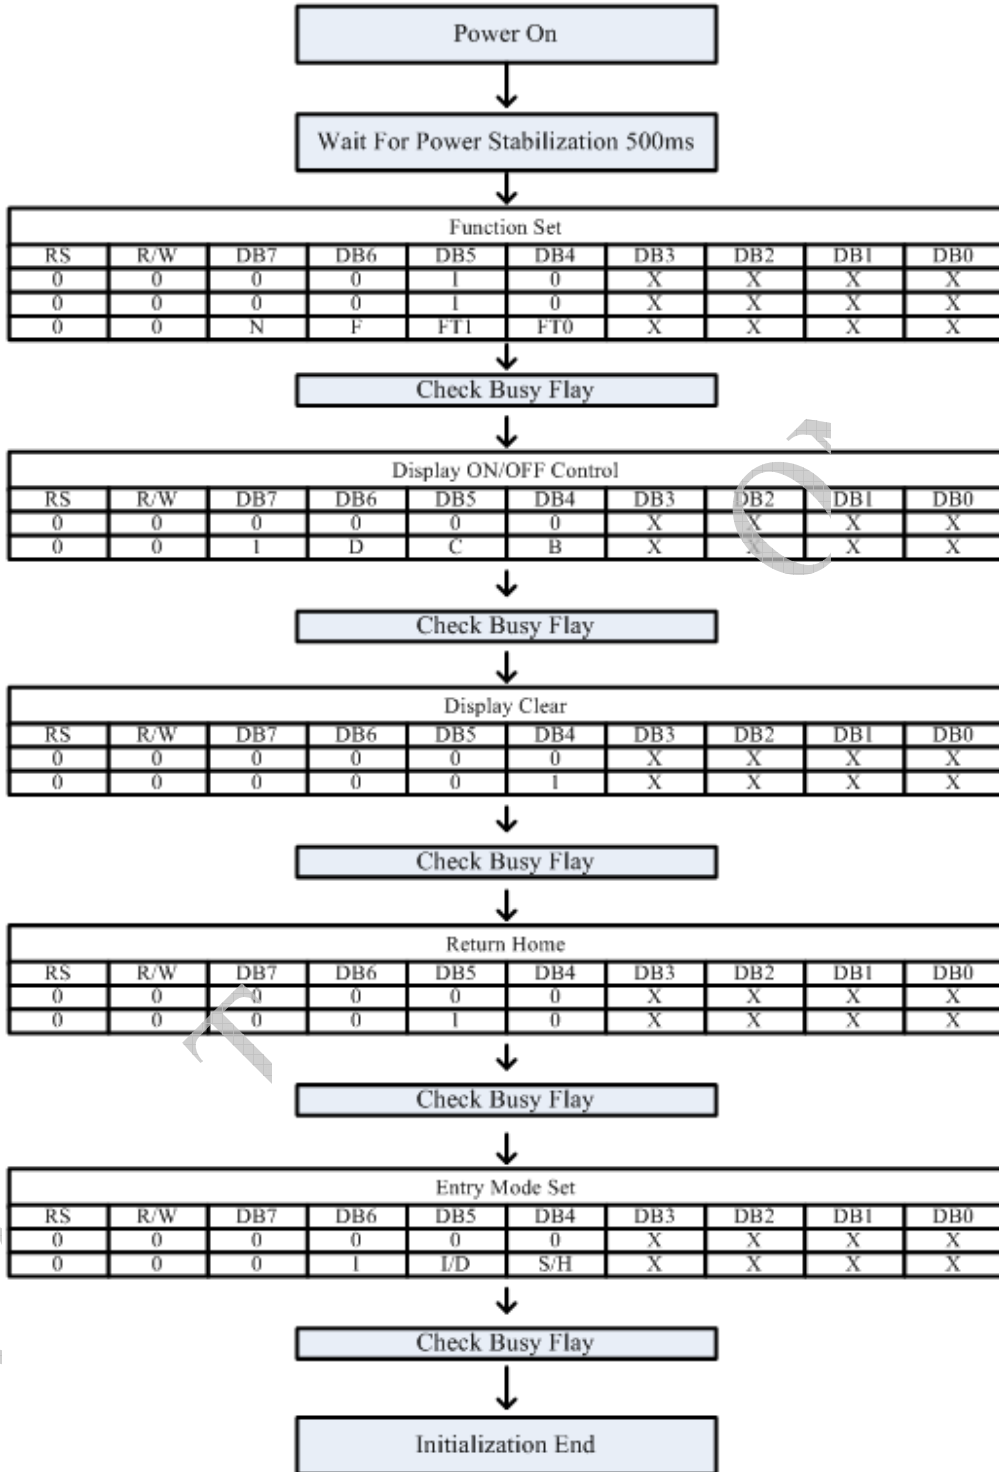 Power On
Wait For Power Stabilization 500ms
Function Set
RS R/W DB7 DB6 DB5 DB4 DB3 DB2 DB1 DB0
0 0 0 0 1 0 X X X X
0 0 0 0 1 0 X X X X
0 0 N F FT1 FT0 X X X X
Check Busy Flay
Display ON/OFF Control
RS R/W DB7 DB6 DB5 DB4 DB3 DB2 DB1 DB0
0 0 0 0 0 0 X X X X
0 0 1 D C B X X X X
Check Busy Flay
Display Clear
RS R/W DB7 DB6 DB5 DB4 DB3 DB2 DB1 DB0
0 0 0 0 0 0 X X X X
0 0 0 0 0 1 X X X X
Check Busy Flay
Return Home
RS R/W DB7 DB6 DB5 DB4 DB3 DB2 DB1 DB0
0 0 0 0 0 0 X X X X
0 0 0 0 1 0 X X X X
Check Busy Flay
Entry Mode Set
RS R/W DB7 DB6 DB5 DB4 DB3 DB2 DB1 DB0
0 0 0 0 0 0 X X X X
0 0 0 1 I/D S/H X X X X
Check Busy Flay
Initialization End